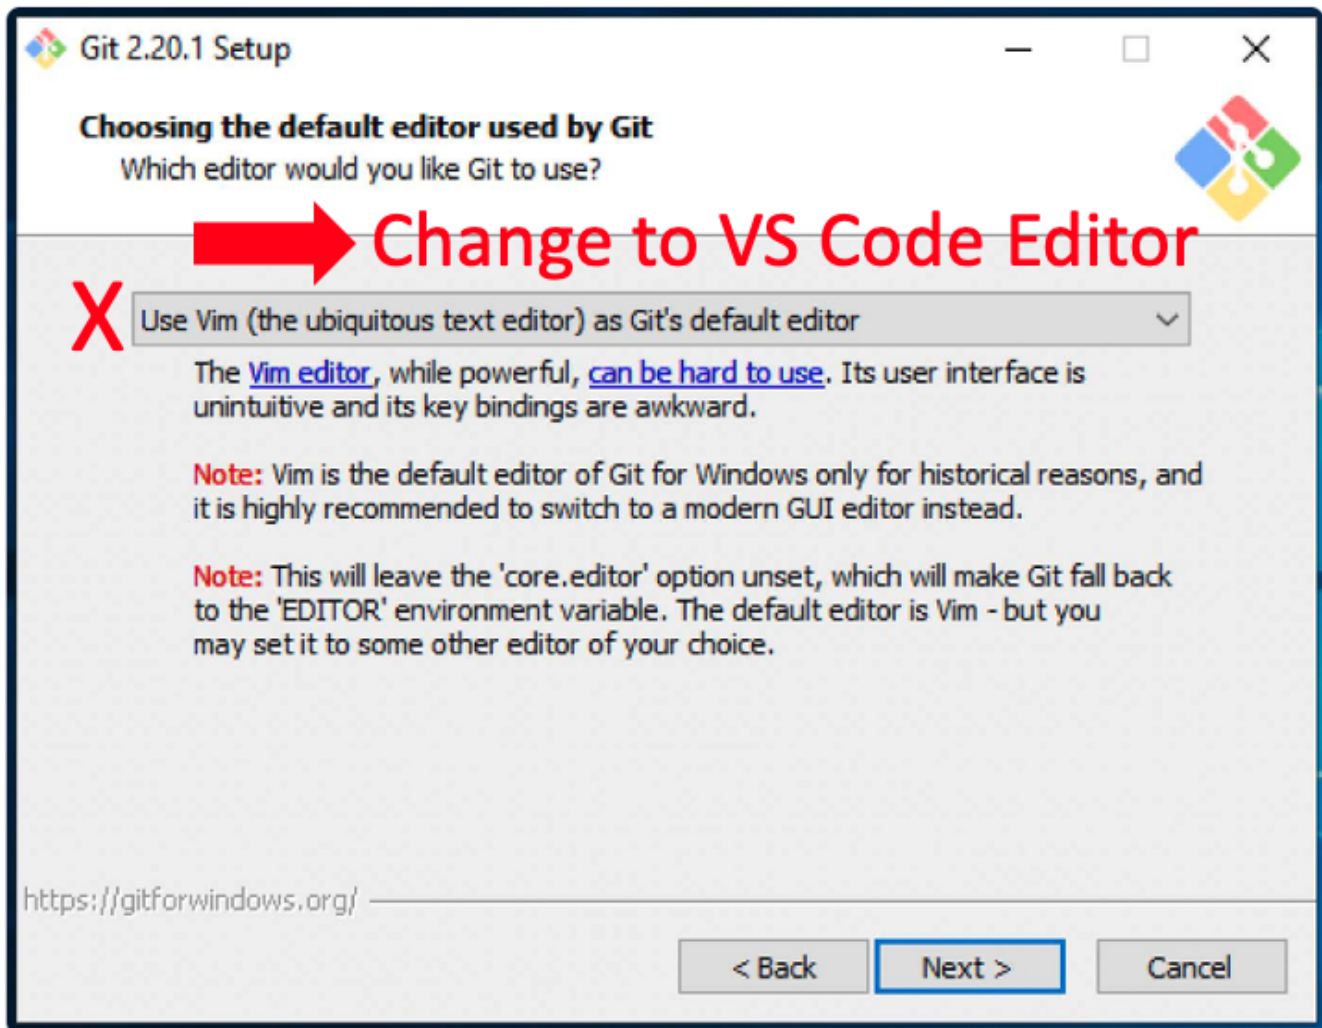 Git 2.20.1 Setup
Choosing the default editor used by Git
Which editor would you like Git to use?
Change to VS Code Editor
X
Use Vim (the ubiquitous text editor) as Git's default editor
The Vim editor, while powerful, can be hard to use. Its user interface is
unintuitive and its key bindings are awkward.
Note: Vim is the default editor of Git for Windows only for historical reasons, and
it is highly recommended to switch to a modern GUI editor instead.
Note: This will leave the 'core.editor' option unset, which will make Git fall back
to the 'EDITOR' environment variable. The default editor is Vim - but you
may set it to some other editor of your choice.
https://gitforwindows.org/
< Back Next > Cancel